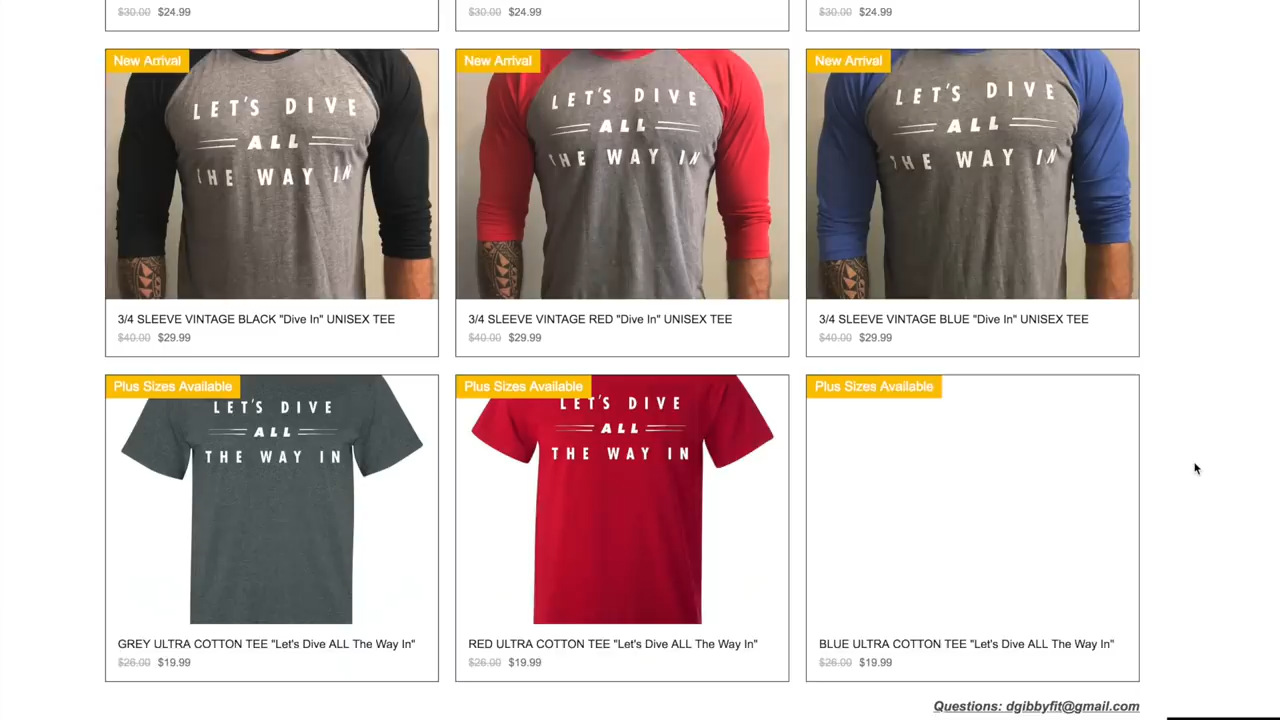 $30.00 $24.99
$30.00 $24.99
$30.00 $24.99
New Arrival
LET'S DIVE
ALL
THE WAY IN
3/4 SLEEVE VINTAGE BLACK "Dive In" UNISEX TEE
$40.00 $29.99
New Arrival
LET'S DIVE
ALL
THE WAY IN
3/4 SLEEVE VINTAGE RED "Dive In" UNISEX TEE
$40.00 $29.99
New Arrival
LET'S DIVE
ALL
THE WAY IN
3/4 SLEEVE VINTAGE BLUE "Dive In" UNISEX TEE
$40.00 $29.99
Plus Sizes Available
LET'S DIVE
ALL
THE WAY IN
GREY ULTRA COTTON TEE "Let's Dive ALL The Way In"
$26.00 $19.99
Plus Sizes Available
LET'S DIVE
ALL
THE WAY IN
RED ULTRA COTTON TEE "Let's Dive ALL The Way In"
$26.00 $19.99
Plus Sizes Available
BLUE ULTRA COTTON TEE "Let's Dive ALL The Way In"
$26.00 $19.99
Questions: dgibbyfit@gmail.com